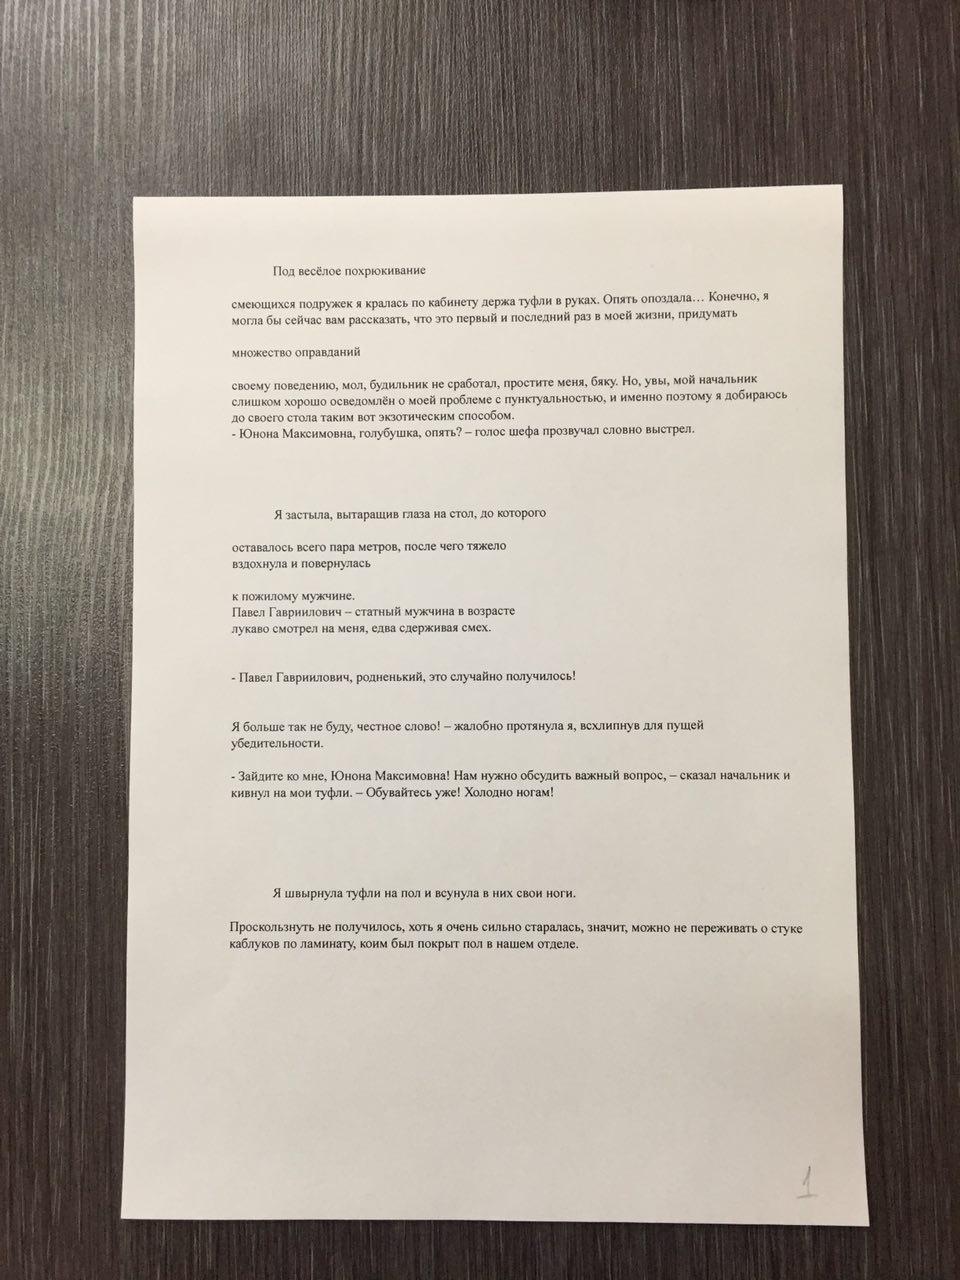 Под весёлое похрюкивание
смеющихся подружек я кралась по кабинету держа туфли в руках. Опять опоздала… Конечно, я
могла бы сейчас вам рассказать, что это первый и последний раз в моей жизни, придумать
множество оправданий
своему поведению, мол, будильник не сработал, простите меня, бяку. Но, увы, мой начальник
слишком хорошо осведомлён о моей проблеме с пунктуальностью, и именно поэтому я добираюсь
до своего стола таким вот экзотическим способом.
- Юнона Максимовна, голубушка, опять? – голос шефа прозвучал словно выстрел.
Я застыла, вытаращив глаза на стол, до которого
оставалось всего пара метров, после чего тяжело
вздохнула и повернулась
к пожилому мужчине.
Павел Гавриилович – статный мужчина в возрасте
лукаво смотрел на меня, едва сдерживая смех.
- Павел Гавриилович, родненький, это случайно получилось!
Я больше так не буду, честное слово! – жалобно протянула я, всхлипнув для пущей
убедительности.
- Зайдите ко мне, Юнона Максимовна! Нам нужно обсудить важный вопрос, – сказал начальник и
кивнул на мои туфли. – Обувайтесь уже! Холодно ногам!
Я швырнула туфли на пол и всунула в них свои ноги.
Проскользнуть не получилось, хоть я очень сильно старалась, значит, можно не переживать о стуке
каблуков по ламинату, коим был покрыт пол в нашем отделе.
1